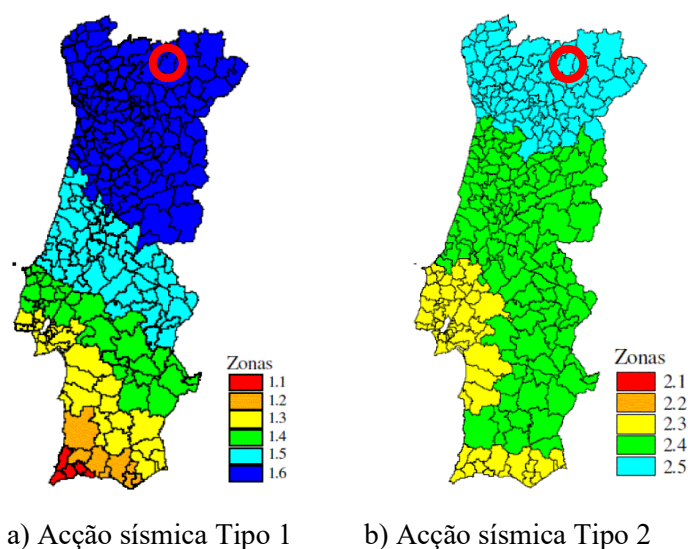 Zonas
1.1
1.2
1.3
1.4
1.5
1.6
Zonas
2.1
2.2
2.3
2.4
2.5
a) Acção sísmica Tipo 1
b) Acção sísmica Tipo 2